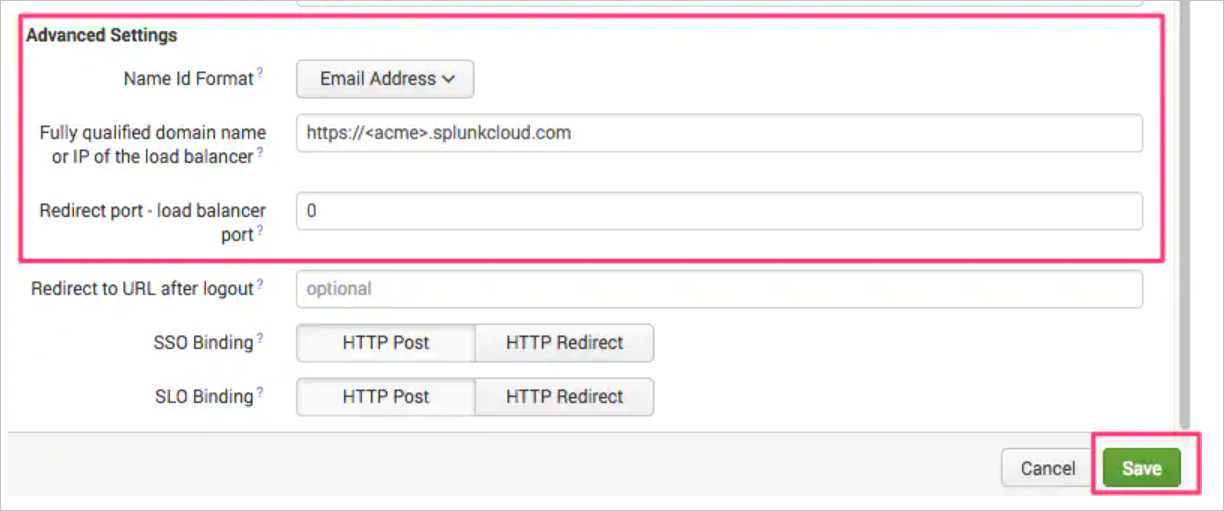 Advanced Settings
Name Id Format?
Email Address
Fully qualified domain name
or IP of the load balancer?
https://<acme>.splunkcloud.com
Redirect port - load balancer
port?
0
Redirect to URL after logout?
optional
SSO Binding?
HTTP Post
HTTP Redirect
SLO Binding?
HTTP Post
HTTP Redirect
Cancel
Save